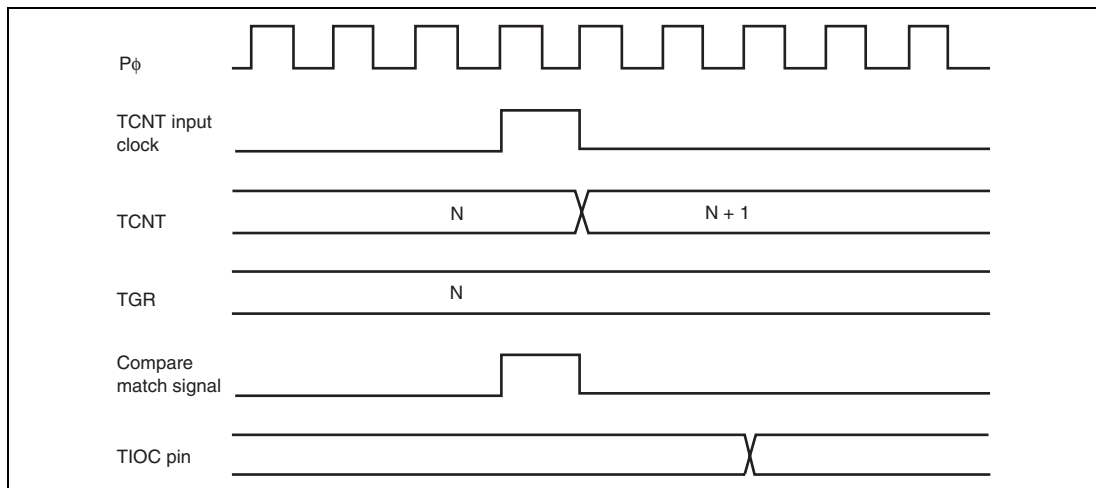 Pφ
TCNT input
clock
TCNT
N
N + 1
TGR
N
Compare
match signal
TIOC pin